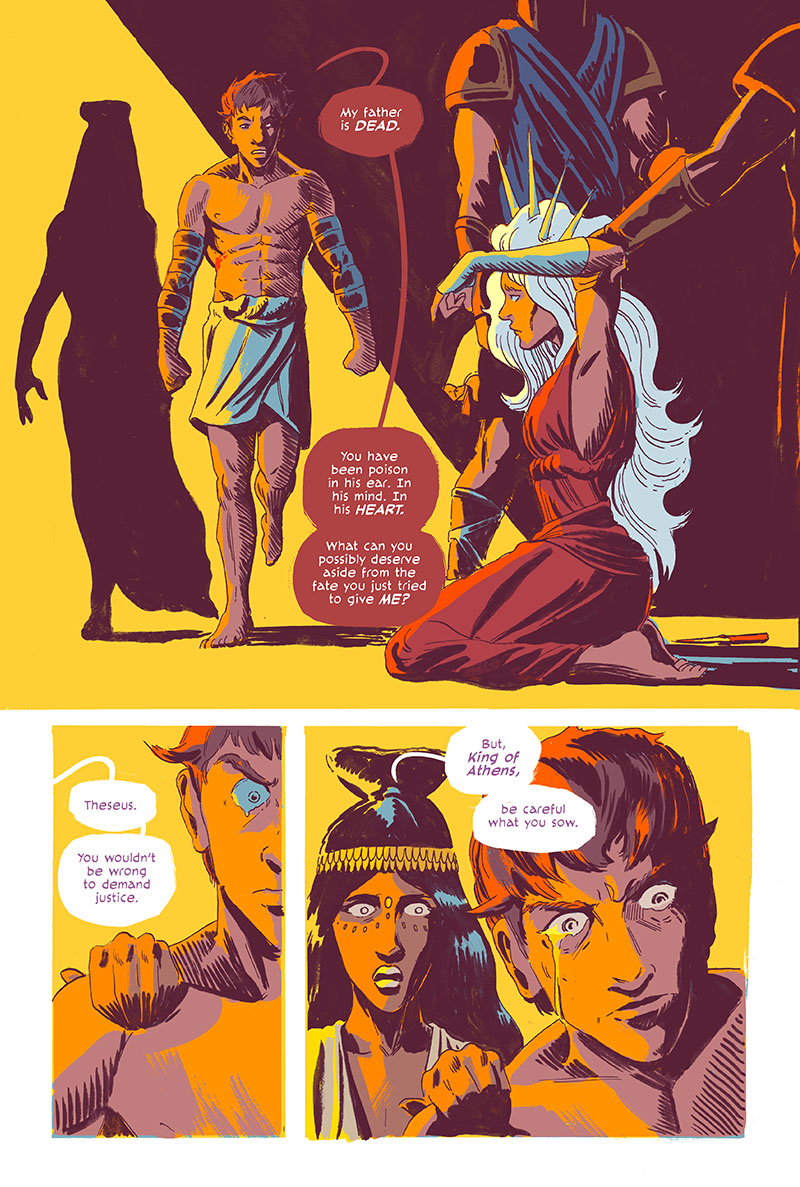 My father
is DEAD.
You have
been poison
in his ear. In
his mind. In
his HEART.
What can you
possibly deserve
aside from the
fate you just tried
to give ME?
Theseus.
You wouldn't
be wrong
to demand
justice.
But,
King of
Athens,
be careful
what you sow.